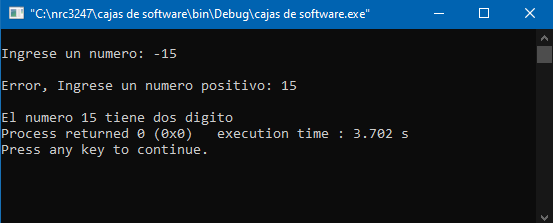 "C:\nrc3247\cajas de software\bin\Debug\cajas de software.exe"
Ingrese un numero: -15
Error, Ingrese un numero positivo: 15
El numero 15 tiene dos digito
Process returned 0 (0x0)   execution time : 3.702 s
Press any key to continue.